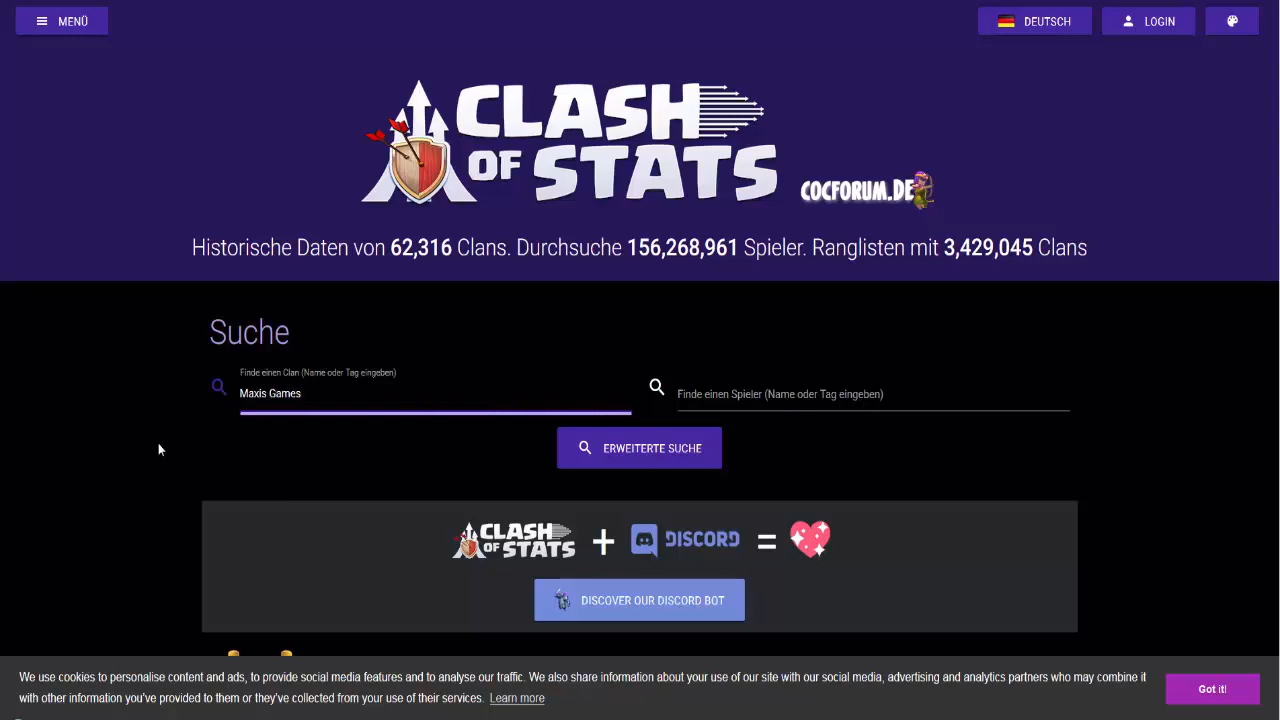 MENÜ
DEUTSCH
LOGIN
CLASH
OF STATS
COCFORUM.DE
Historische Daten von 62,316 Clans. Durchsuche 156,268,961 Spieler. Ranglisten mit 3,429,045 Clans
Suche
Finde einen Clan (Name oder Tag eingeben)
Maxis Games
Finde einen Spieler (Name oder Tag eingeben)
ERWEITERTE SUCHE
CLASH
OF STATS
+ DISCORD =
DISCOVER OUR DISCORD BOT
We use cookies to personalise content and ads, to provide social media features and to analyse our traffic. We also share information about your use of our site with our social media, advertising and analytics partners who may combine it
with other information you've provided to them or they've collected from your use of their services. Learn more
Got it!